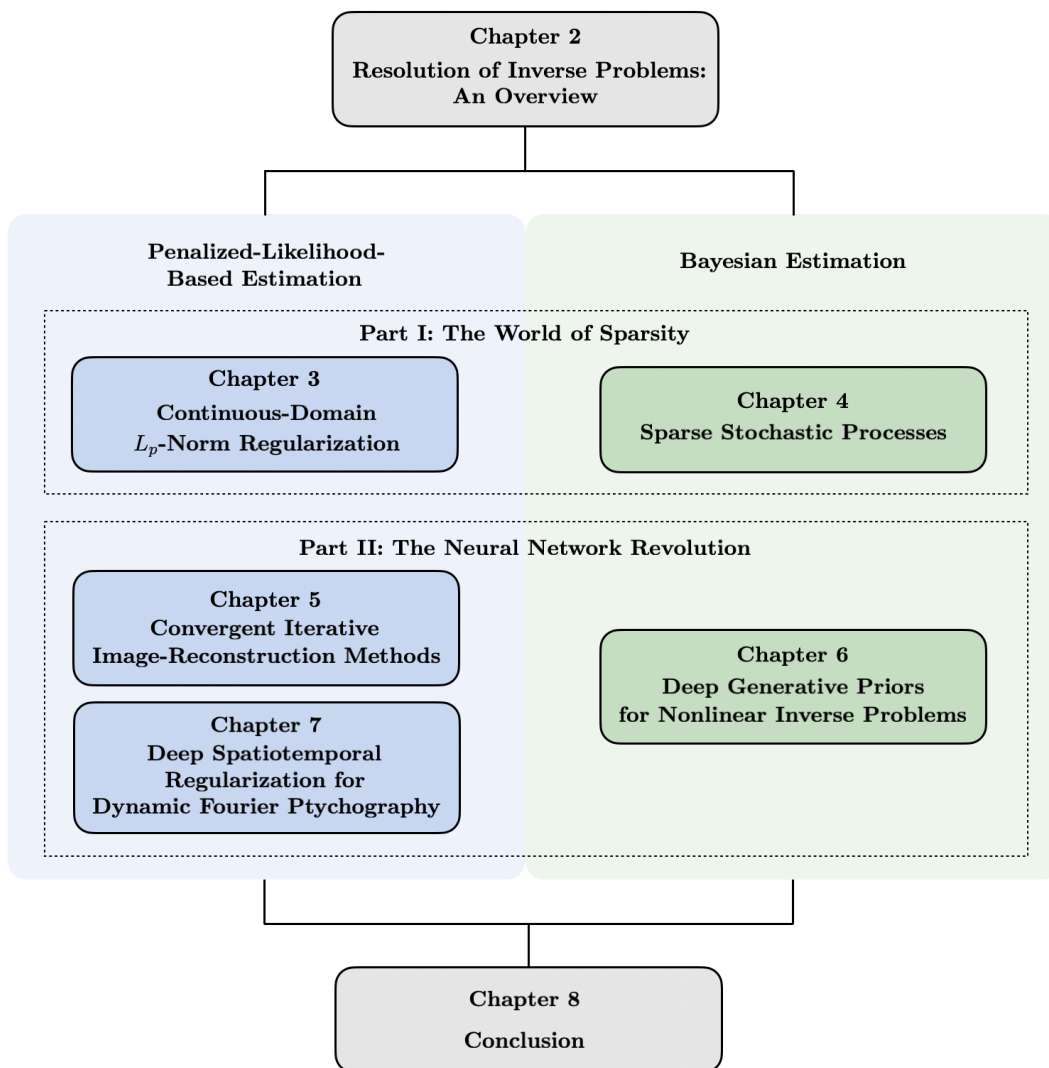 Chapter 2
Resolution of Inverse Problems:
An Overview
Penalized-Likelihood-
Based Estimation
Bayesian Estimation
Part I: The World of Sparsity
Chapter 3
Continuous-Domain
Lp-Norm Regularization
Chapter 4
Sparse Stochastic Processes
Part II: The Neural Network Revolution
Chapter 5
Convergent Iterative
Image-Reconstruction Methods
Chapter 6
Deep Generative Priors
for Nonlinear Inverse Problems
Chapter 7
Deep Spatiotemporal
Regularization for
Dynamic Fourier Ptychography
Chapter 8
Conclusion